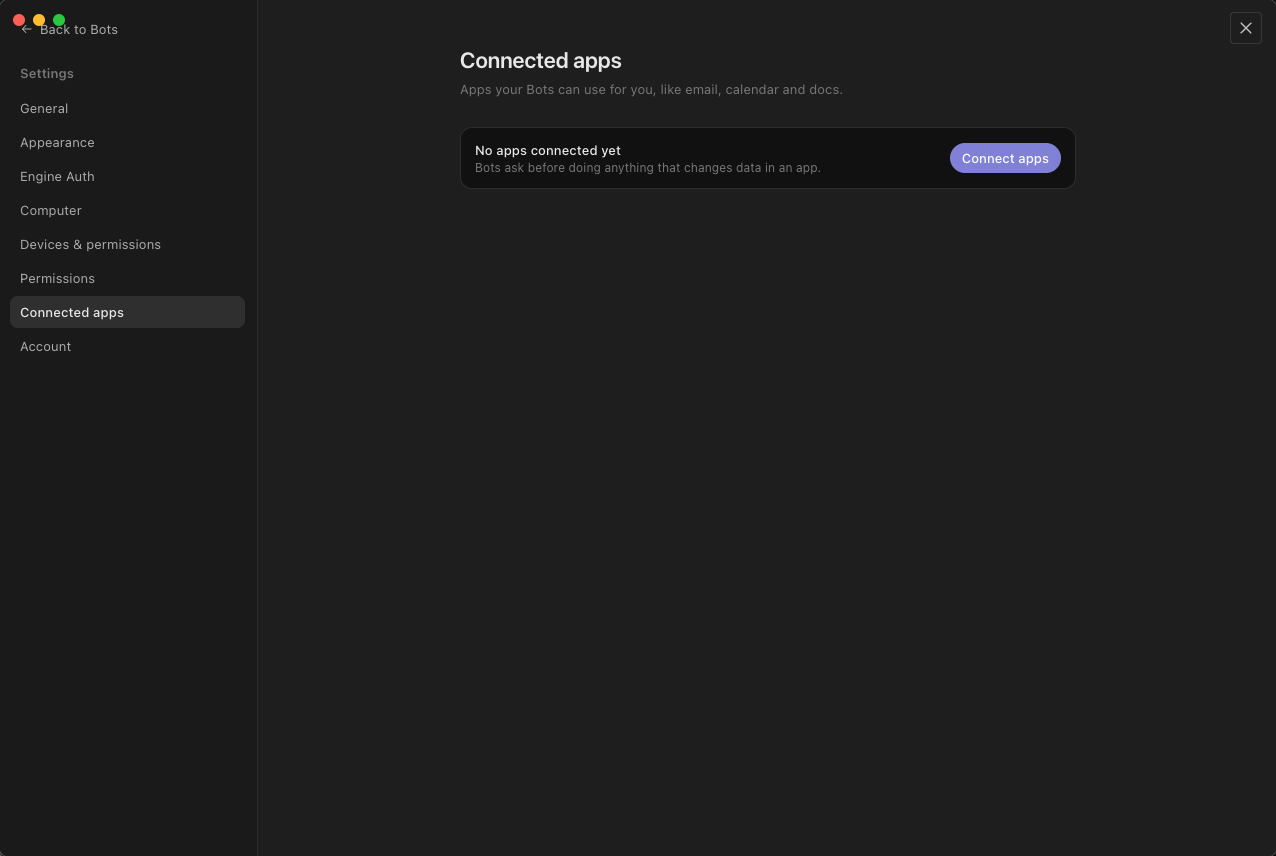 ← Back to Bots
Settings
General
Appearance
Engine Auth
Computer
Devices & permissions
Permissions
Connected apps
Account
Connected apps
Apps your Bots can use for you, like email, calendar and docs.
No apps connected yet
Bots ask before doing anything that changes data in an app.
Connect apps